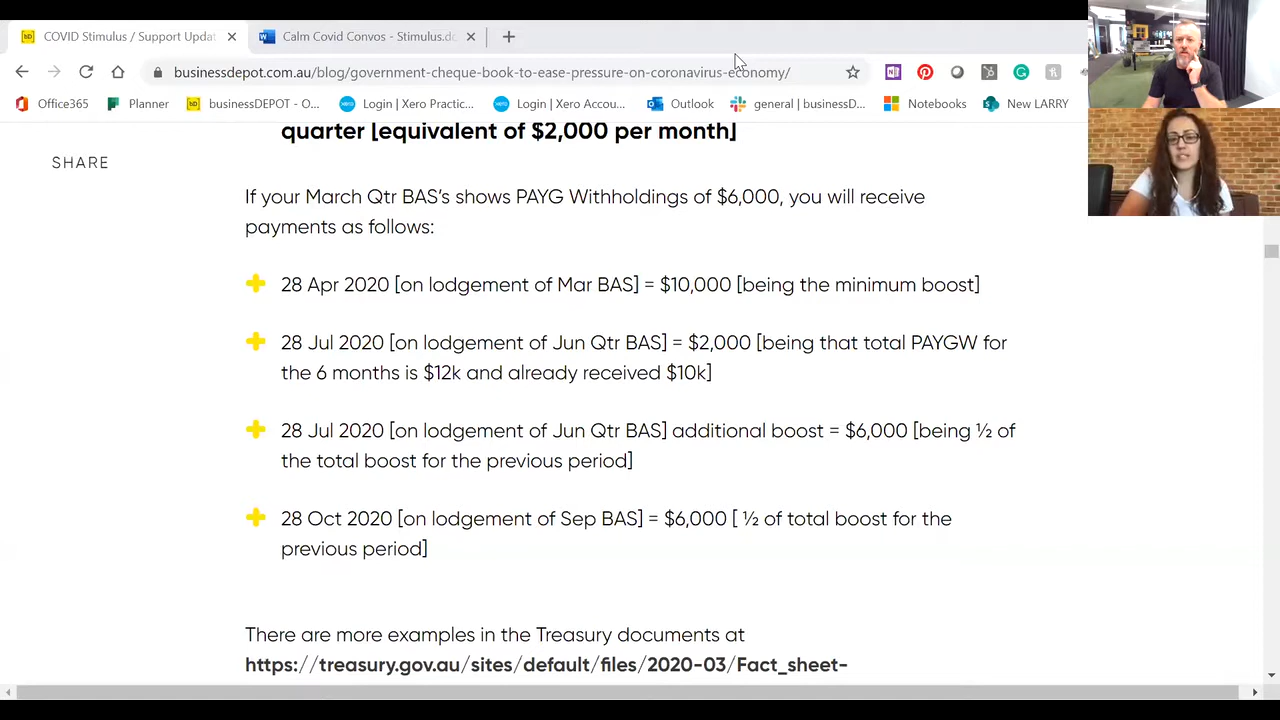 COVID Stimulus / Support Updat
Calm Covid Convos - Stimulus.do
businessdepot.com.au/blog/government-cheque-book-to-ease-pressure-on-coronavirus-economy/
Office365 Planner businessDEPOT - O... Login | Xero Practic... Login | Xero Accou... Outlook general | businessD... Notebooks New LARRY
quarter [equivalent of $2,000 per month]
SHARE
If your March Qtr BAS's shows PAYG Withholdings of $6,000, you will receive
payments as follows:
28 Apr 2020 [on lodgement of Mar BAS] = $10,000 [being the minimum boost]
28 Jul 2020 [on lodgement of Jun Qtr BAS] = $2,000 [being that total PAYGW for
the 6 months is $12k and already received $10k]
28 Jul 2020 [on lodgement of Jun Qtr BAS] additional boost = $6,000 [being ½ of
the total boost for the previous period]
28 Oct 2020 [on lodgement of Sep BAS] = $6,000 [ ½ of total boost for the
previous period]
There are more examples in the Treasury documents at
https://treasury.gov.au/sites/default/files/2020-03/Fact_sheet-